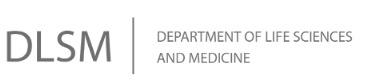 DLSM
DEPARTMENT OF LIFE SCIENCES
AND MEDICINE